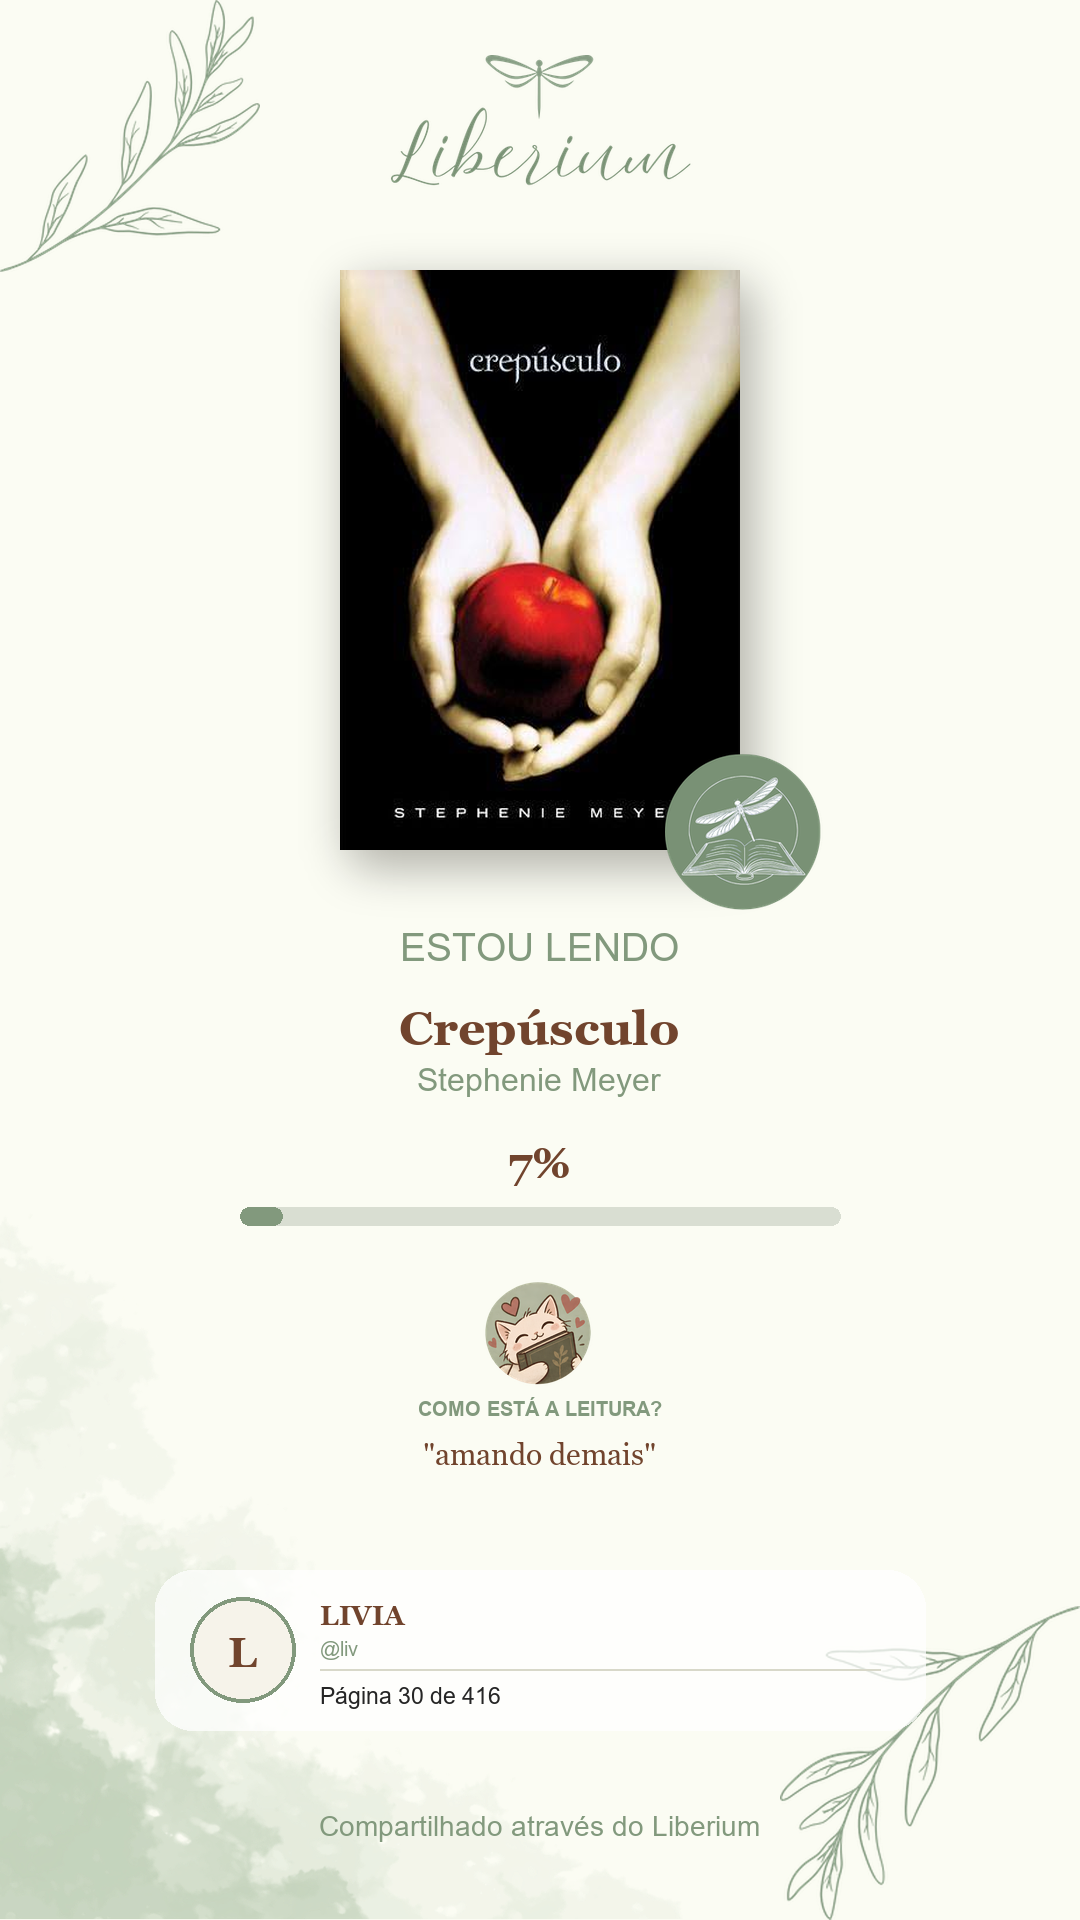 Liberium
crepúsculo
STEPHENIE MEYE
ESTOU LENDO
Crepúsculo
Stephenie Meyer
7%
COMO ESTÁ A LEITURA?
"amando demais"
L
LIVIA
@liv
Página 30 de 416
Compartilhado através do Liberium